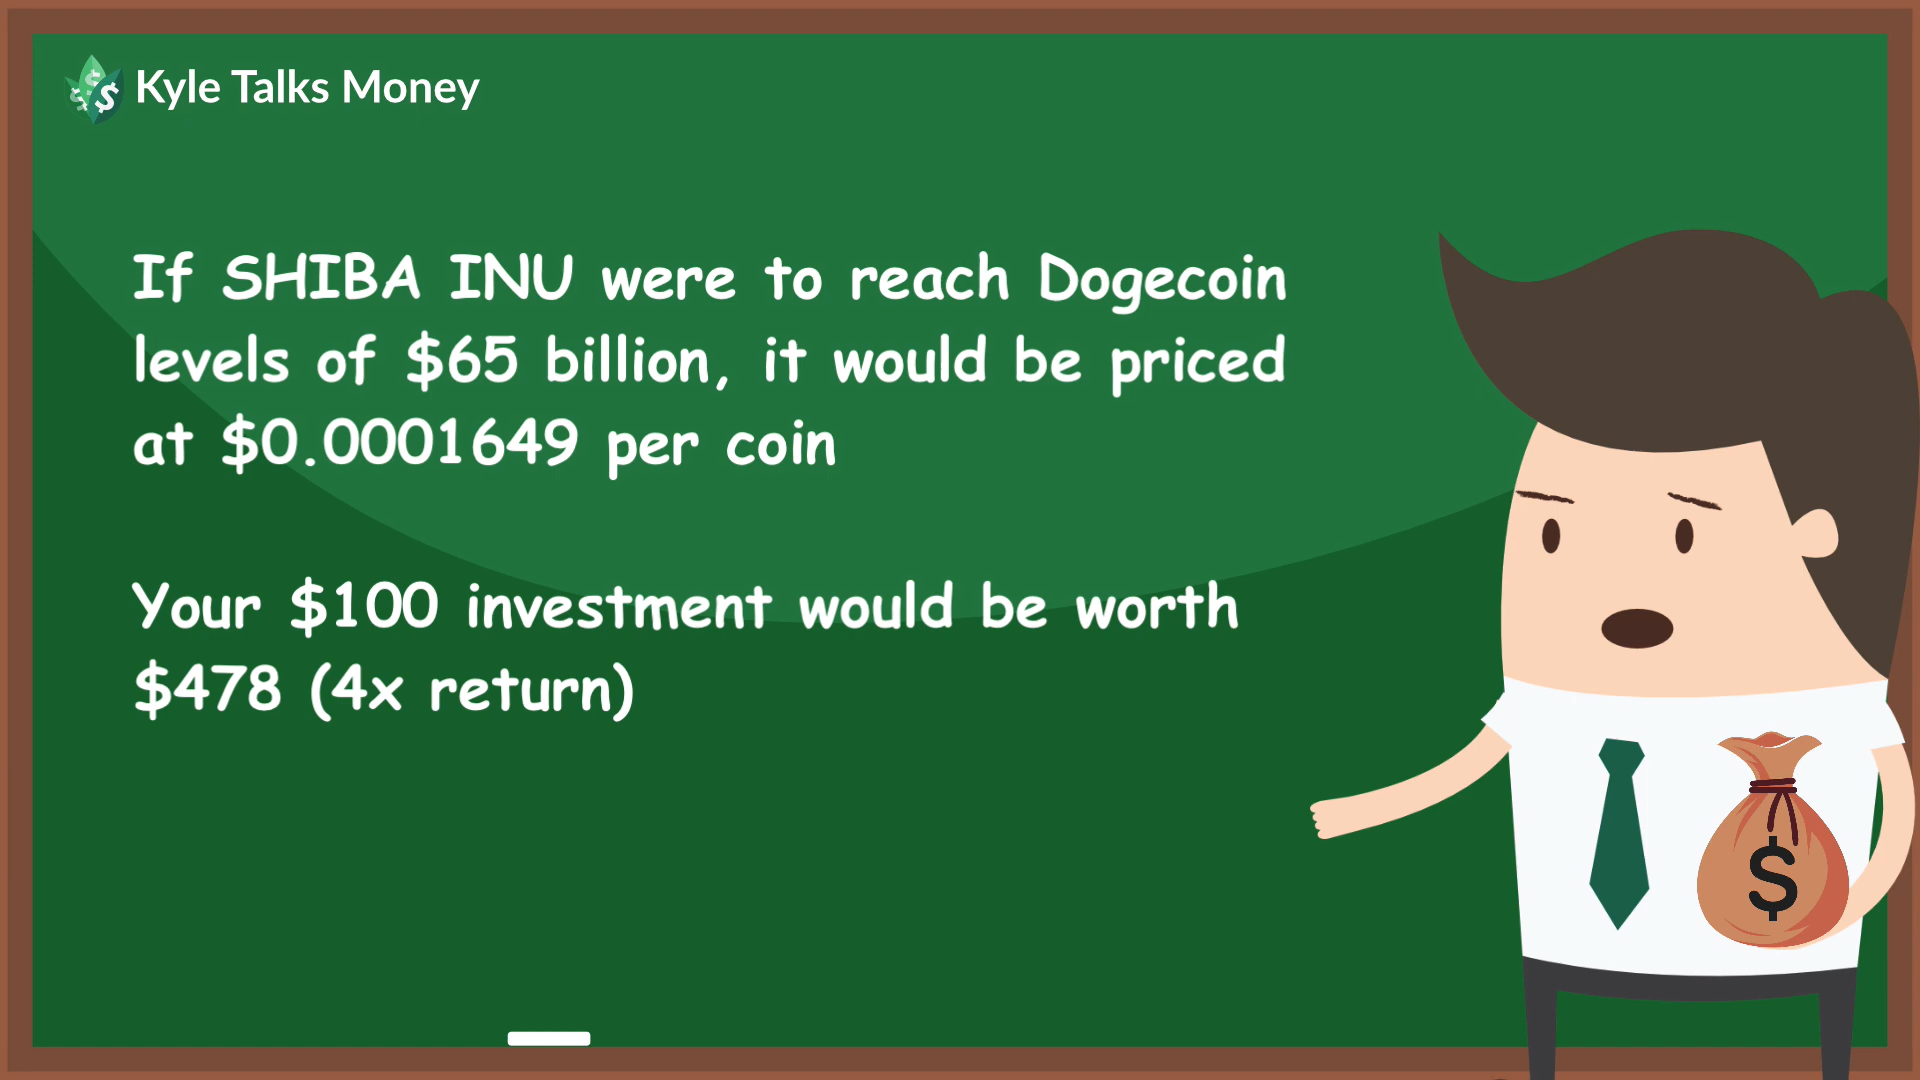 Kyle Talks Money
If SHIBA INU were to reach Dogecoin
levels of $65 billion, it would be priced
at $0.0001649 per coin
Your $100 investment would be worth
$478 (4x return)
$